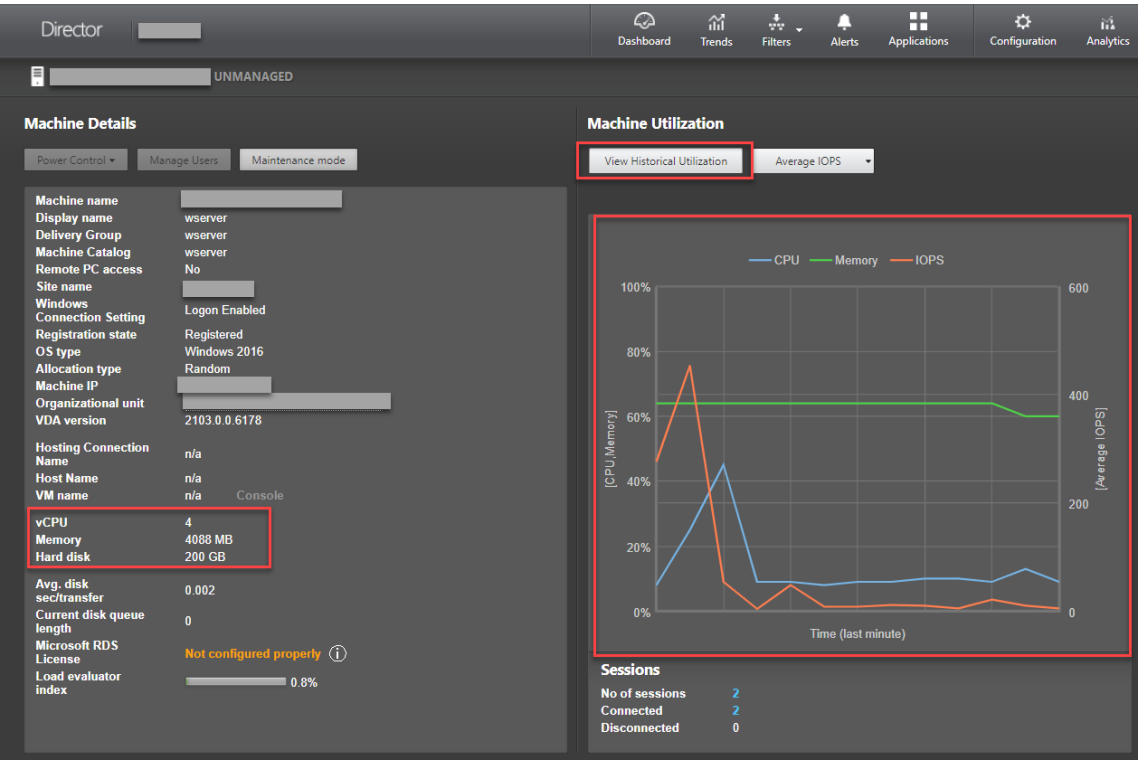 Director
Dashboard Trends Filters Alerts Applications Configuration Analytics
UNMANAGED
Machine Details
Power Control Manage Users Maintenance mode
Machine name
Display name wserver
Delivery Group wserver
Machine Catalog wserver
Remote PC access No
Site name
Windows
Connection Setting Logon Enabled
Registration state Registered
OS type Windows 2016
Allocation type Random
Machine IP
Organizational unit
VDA version 2103.0.0.6178
Hosting Connection
Name n/a
Host Name n/a
VM name n/a Console
vCPU 4
Memory 4088 MB
Hard disk 200 GB
Avg. disk
sec/transfer 0.002
Current disk queue
length 0
Microsoft RDS
License Not configured properly i
Load evaluator
index 0.8%
Machine Utilization
View Historical Utilization Average IOPS
CPU Memory IOPS
100% 600
80%
400
60%
40%
200
20%
0% 0
[CPU,Memory]
[Average IOPS]
Time (last minute)
Sessions
No of sessions 2
Connected 2
Disconnected 0